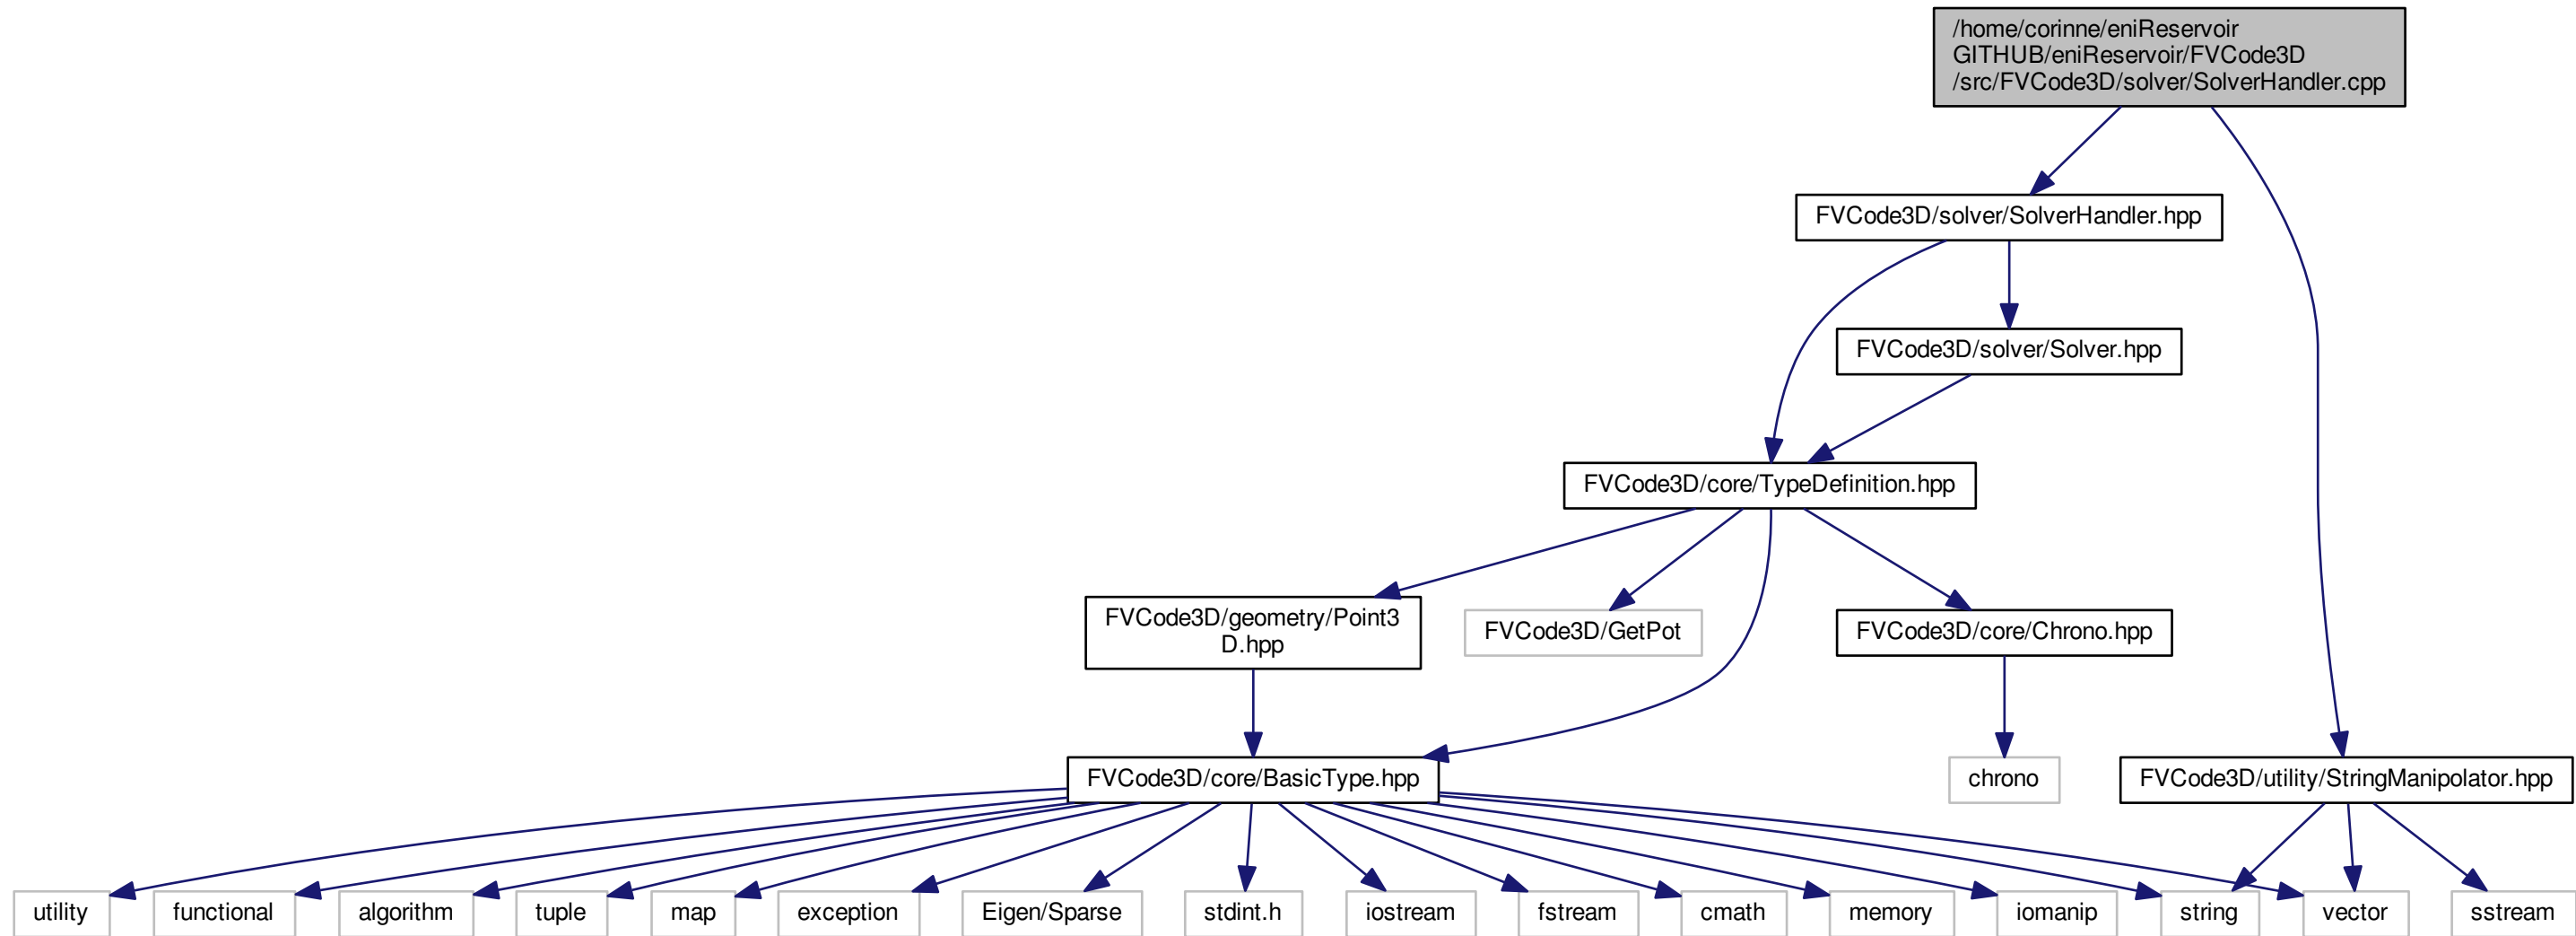 /home/corinne/eniReservoir
GITHUB/eniReservoir/FVCode3D
/src/FVCode3D/solver/SolverHandler.cpp
FVCode3D/solver/SolverHandler.hpp
FVCode3D/solver/Solver.hpp
FVCode3D/core/TypeDefinition.hpp
FVCode3D/geometry/Point3
D.hpp
FVCode3D/GetPot
FVCode3D/core/Chrono.hpp
FVCode3D/core/BasicType.hpp
chrono
FVCode3D/utility/StringManipolator.hpp
utility
functional
algorithm
tuple
map
exception
Eigen/Sparse
stdint.h
iostream
fstream
cmath
memory
iomanip
string
vector
sstream